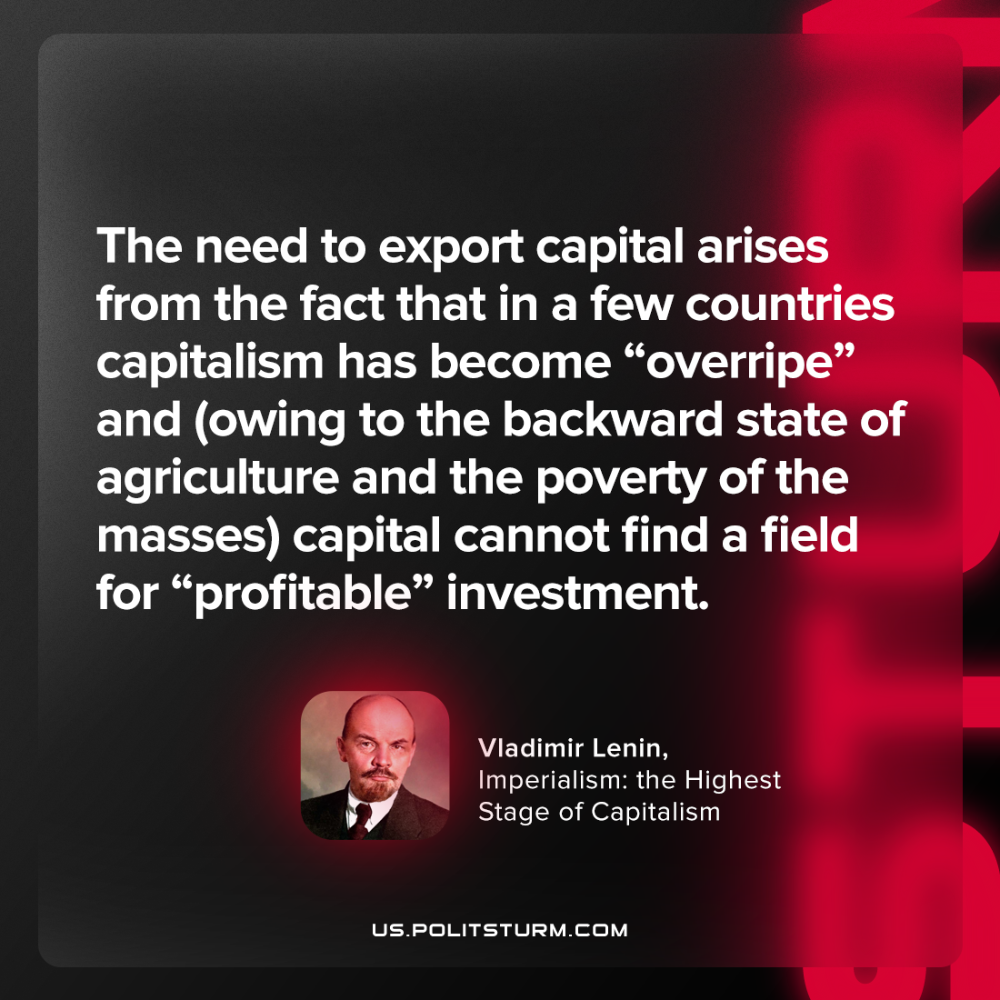 The need to export capital arises
from the fact that in a few countries
capitalism has become “overripe”
and (owing to the backward state of
agriculture and the poverty of the
masses) capital cannot find a field
for “profitable” investment.
Vladimir Lenin,
Imperialism: the Highest
Stage of Capitalism
US.POLITSTURM.COM